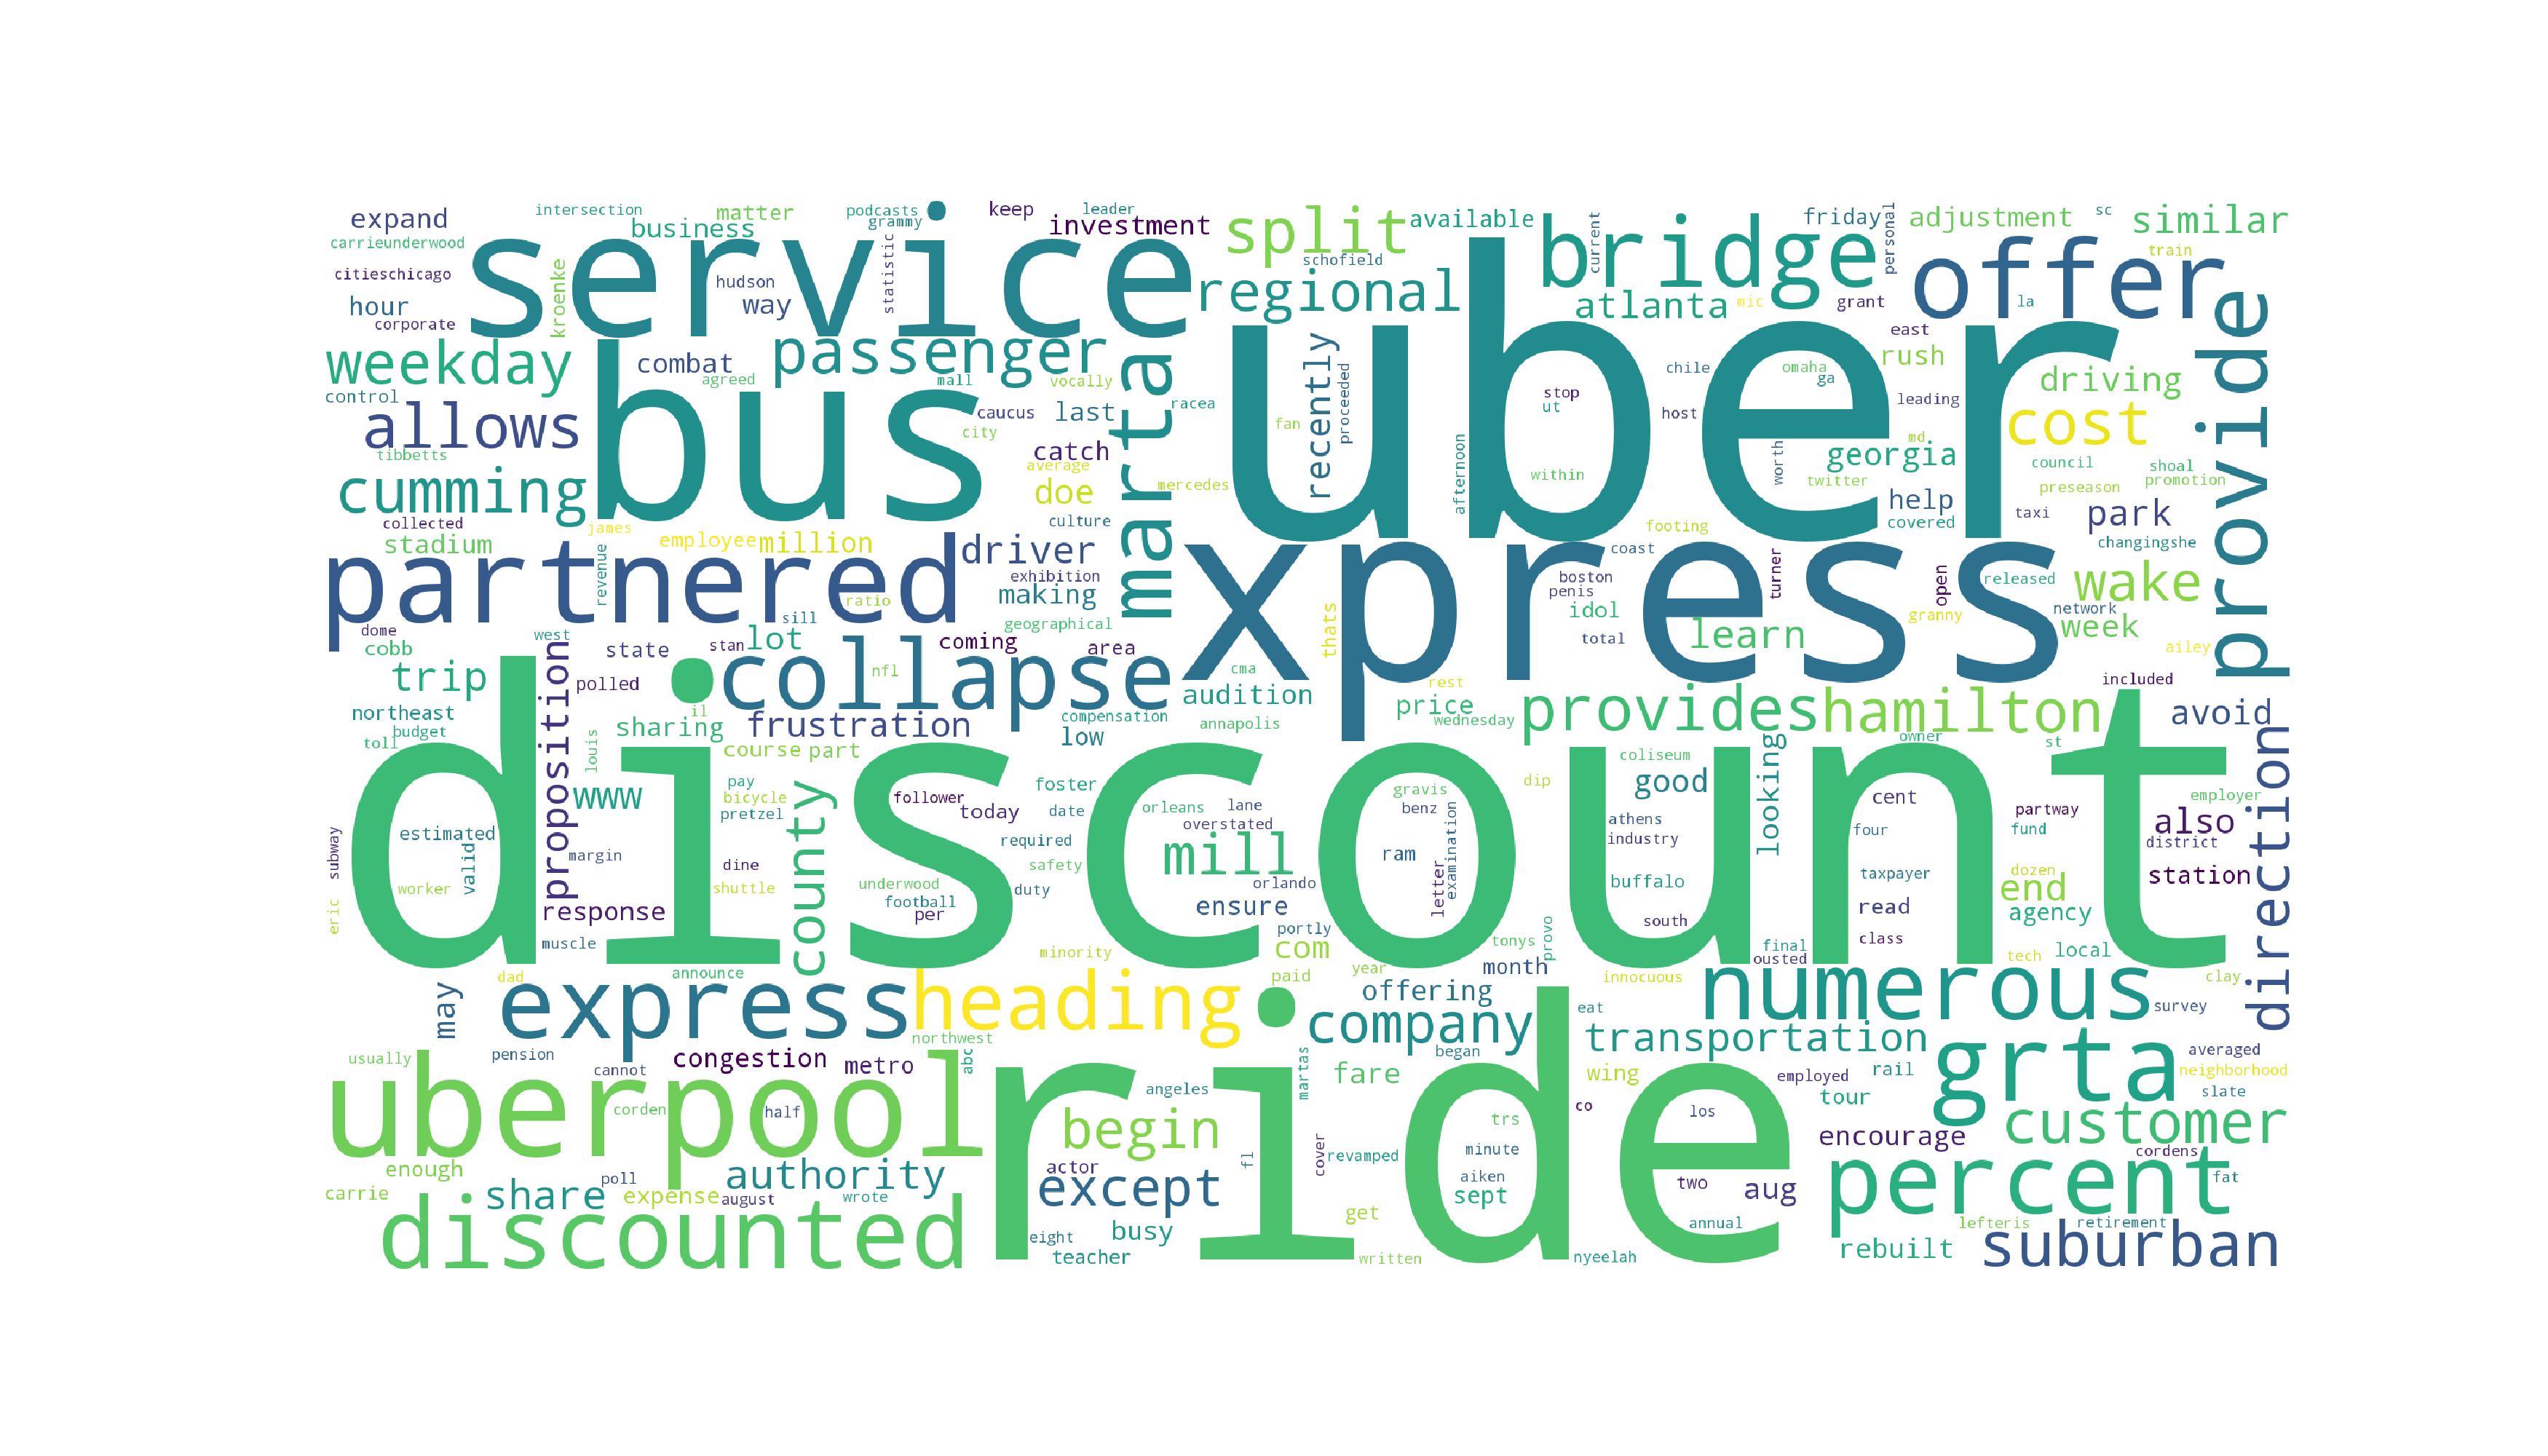 expand
intersection
business
matter
podcasts
grammy
keep
leader
investment
split
available
bridge
friday
personal
adjustment
sc
similar
carrieunderwood
service
train
citieschicago
kroenke
hudson
way
statistic
schofield
regional
current
atlanta
mic
grant
offer
la
provide
hour
corporate
weekday
combat
passenger
agreed
mall
vocally
marta
uber
recently
proceeded
east
rush
chile
omaha
ga
driving
control
bus
caucus
last
racea
stop
ut
host
leading
cost
allows
city
fan
catch
tibbetts
average
mercedes
within
afternoon
worth
georgia
md
twitter
council
shoal
promotion
cumming
doe
help
preseason
collected
james
culture
footing
covered
taxi
park
stadium
employee
million
driver
coast
changingshe
partnered
revenue
exhibition
xpress
boston
penis
turner
open
released
wake
making
ratio
idol
granny
network
sill
geographical
thats
dome
west
stan
lot
coming
area
total
learn
week
cobb
state
collapse
ailey
trip
proposition
polled
nfl
cma
audition
rest
included
northeast
il
sharing
frustration
compensation
annapolis
price
wednesday
provides
hamilton
avoid
budget
toll
louis
course
part
low
owner
st
direction
discount
www
pay
bicycle
pretzel
county
foster
coliseum
looking
follower
today
date
orleans
lane
overstated
gravis
benz
dip
good
cent
partway
employer
estimated
required
mill
examination
athens
industry
four
fund
also
district
subway
valid
margin
dine
safety
ram
taxpayer
dozen
station
worker
shuttle
underwood
duty
orlando
letter
buffalo
end
eric
response
football
per
ensure
south
read
agency
muscle
portly
provo
class
minority
com
tonys
final
ousted
local
dad
announce
paid
year
month
innocuous
tech
clay
may
express
heading
offering
numerous
survey
northwest
company
eat
transportation
usually
pension
congestion
metro
abc
began
grta
averaged
cannot
angeles
martas
fare
wing
employed
rail
neighborhood
uberpool
ride
tour
slate
corden
half
begin
trs
co
los
customer
enough
authority
cover
revamped
minute
encourage
cordens
poll
actor
fl
aiken
two
percent
fat
carrie
share
expense
august
wrote
except
sept
aug
discounted
get
annual
lefteris
retirement
eight
busy
rebuilt
suburban
teacher
written
nyeelah